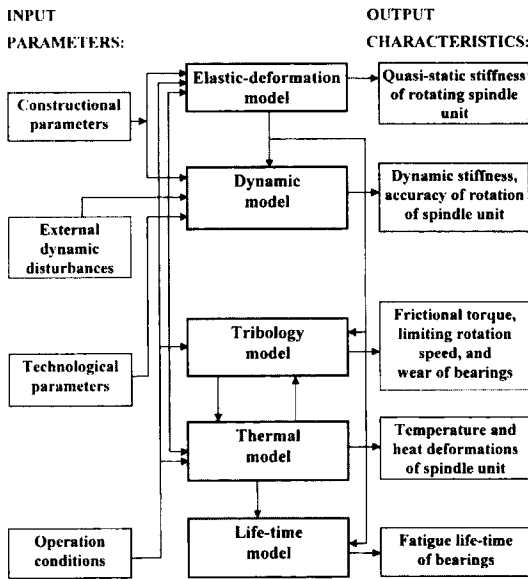 INPUT
PARAMETERS:
OUTPUT
CHARACTERISTICS:
Elastic-deformation
model
Quasi-static stiffness
of rotating spindle
unit
Constructional
parameters
Dynamic
model
Dynamic stiffness,
accuracy of rotation
of spindle unit
External
dynamic
disturbances
Tribology
model
Frictional torque,
limiting rotation
speed, and
wear of bearings
Technological
parameters
Thermal
model
Temperature and
heat deformations
of spindle unit
Operation
conditions
Life-time
model
Fatigue life-time
of bearings